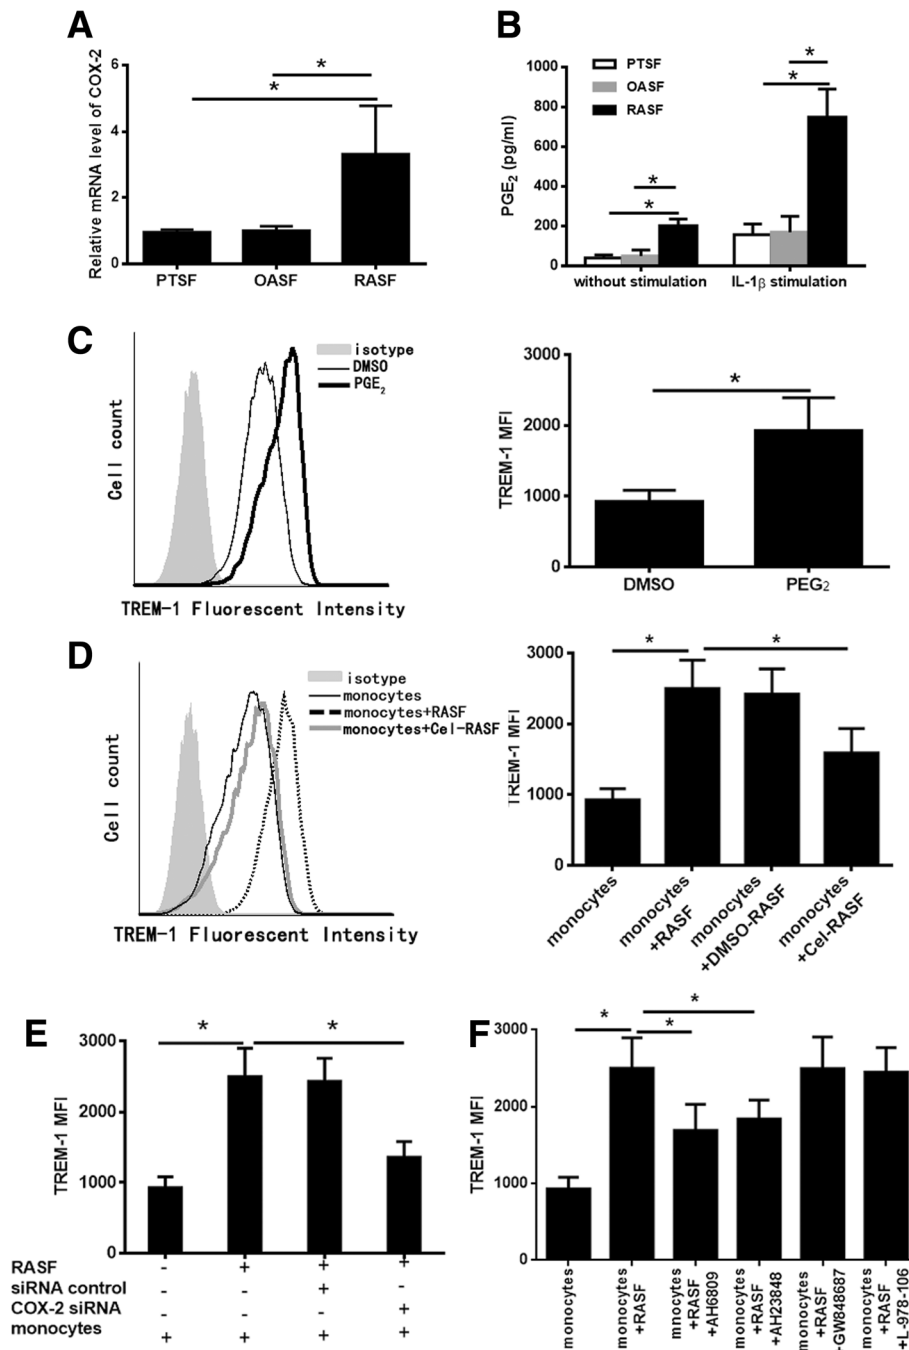 A
Relative mRNA level of COX-2
6
4
2
0
*
*
PTSF
OASF
RASF
B
PGE2 (pg/ml)
1000
800
600
400
200
0
PTSF
OASF
RASF
*
*
*
*
without stimulation
IL-1β stimulation
C
Cell count
isotype
DMSO
PGE2
TREM-1 Fluorescent Intensity
TREM-1 MFI
3000
2000
1000
0
*
DMSO
PEG2
D
Cell count
isotype
monocytes
monocytes+RASF
monocytes+Cel-RASF
TREM-1 Fluorescent Intensity
TREM-1 MFI
3000
2000
1000
0
*
*
monocytes
monocytes
+RASF
monocytes
+DMSO-RASF
monocytes
+Cel-RASF
E
TREM-1 MFI
3000
2000
1000
0
*
*
RASF - + + +
siRNA control - - + -
COX-2 siRNA - - - +
monocytes + + + +
F
TREM-1 MFI
3000
2000
1000
0
*
*
*
monocytes
monocytes
+RASF
mnocytes
+RASF
+AH6809
monocytes
+RASF
+AH23848
monocytes
+RASF
+GW848687
monocytes
+RASF
+L-978-106